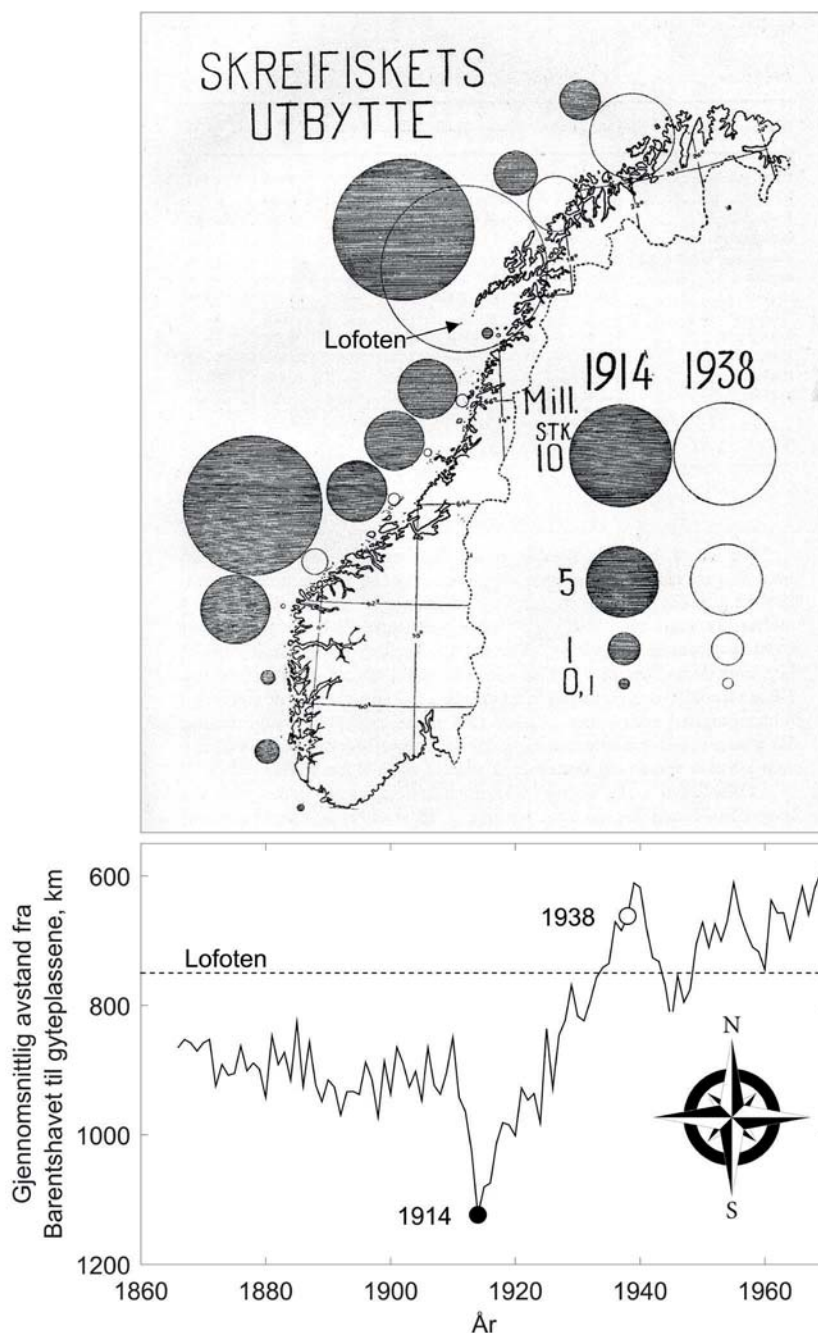 SKREIFISKETS
UTBYTTE
Lofoten
1914 1938
Mill.
STK.
10
5
1
0,1
600
800
1000
1200
Gjennomsnittlig avstand fra
Barentshavet til gyteplassene, km
Lofoten
1938
1914
N
S
1860 1880 1900 1920 1940 1960
År